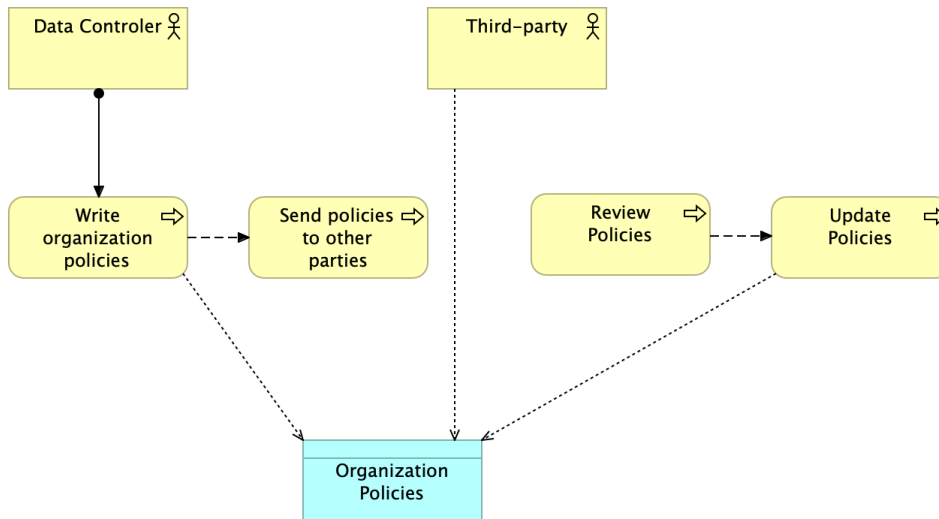 Data Controler
Third-party
Write
organization
policies
Send policies
to other
parties
Review
Policies
Update
Policies
Organization
Policies